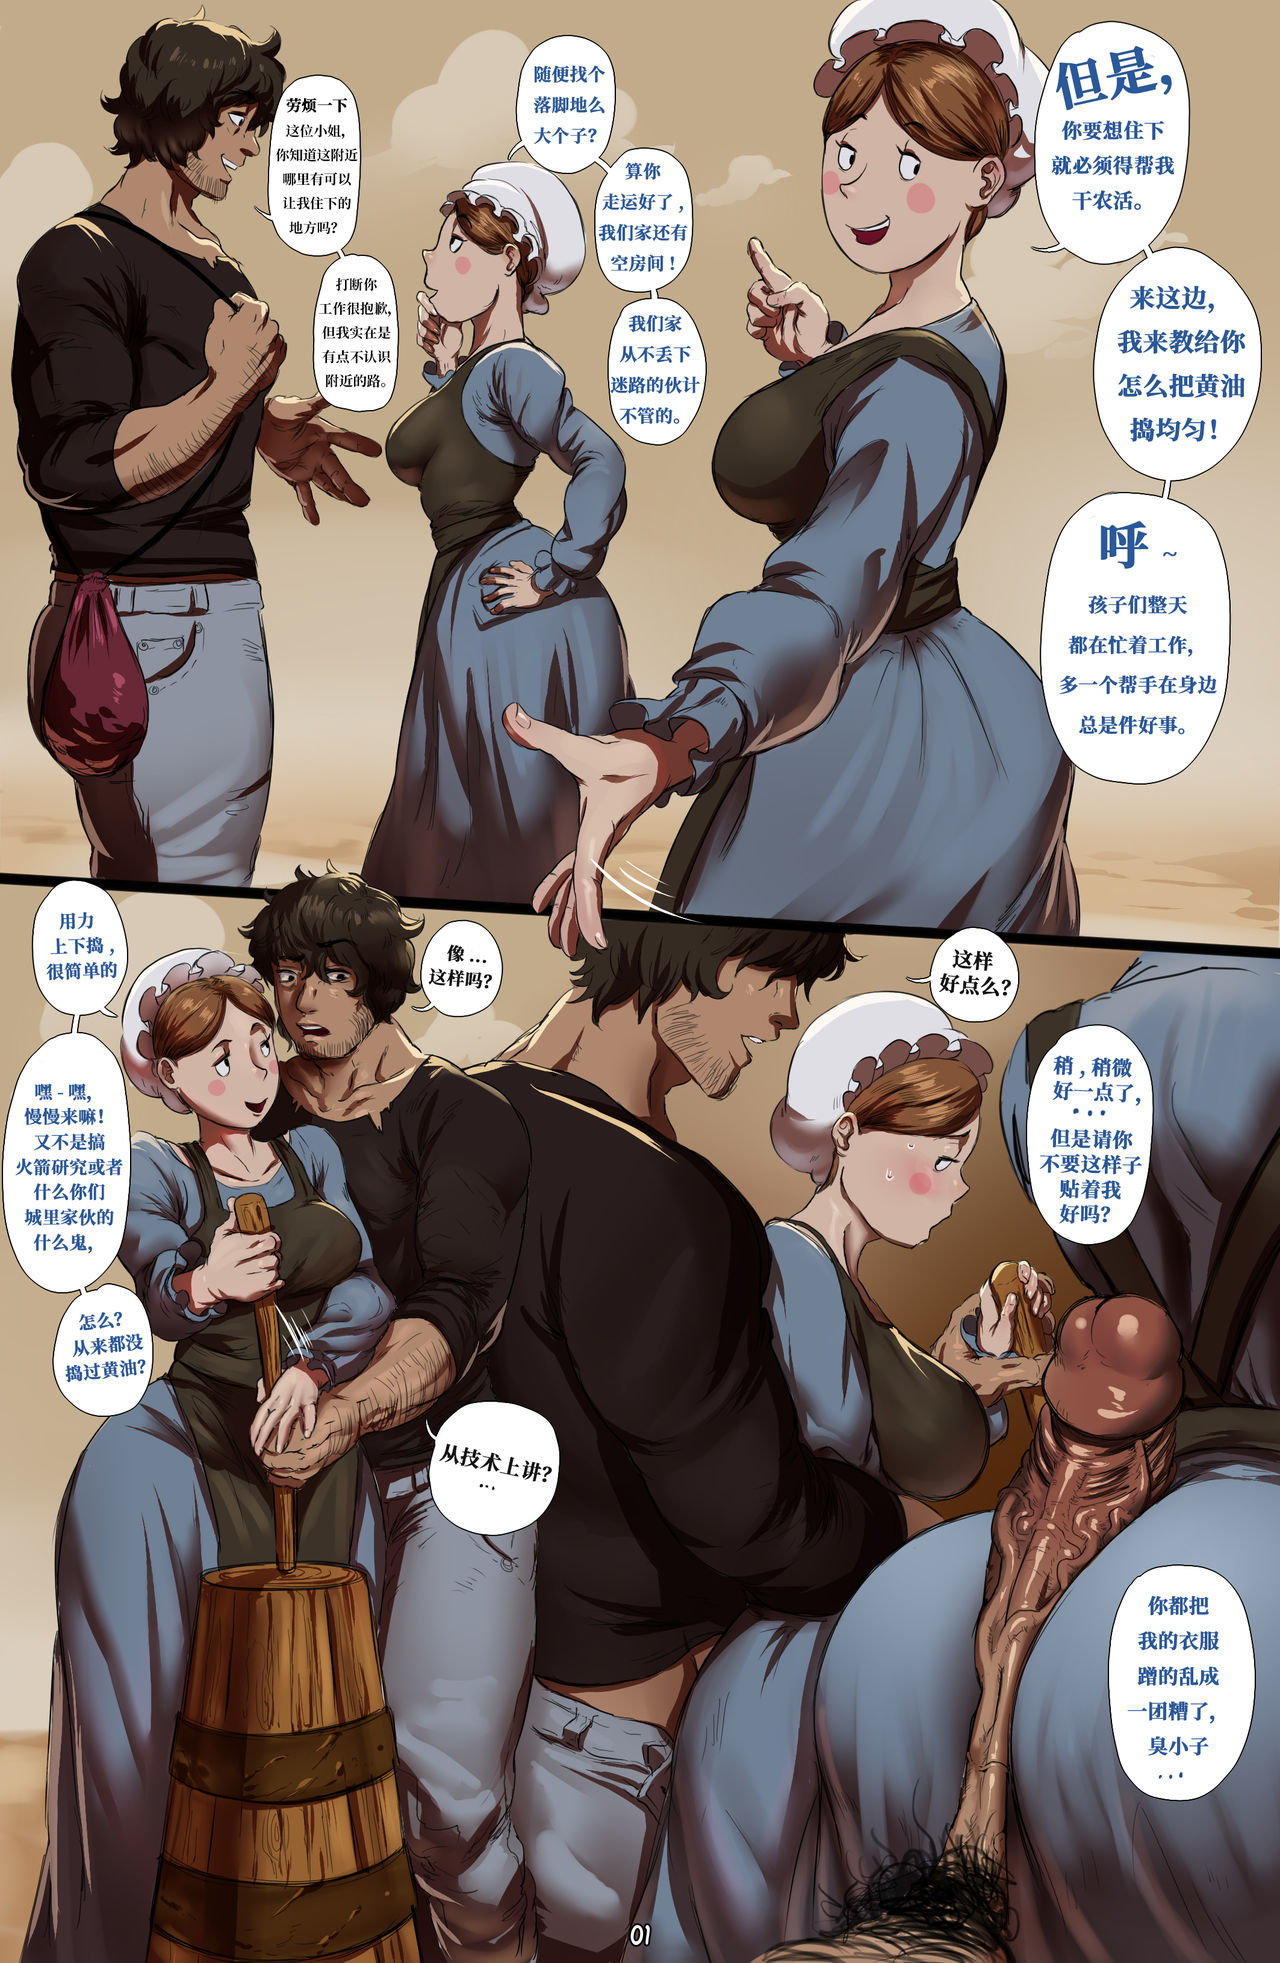 劳烦一下
这位小姐,
你知道这附近
哪里有可以
让我住下的
地方吗?
打断你
工作很抱歉,
但我实在是
有点不认识
附近的路。
随便找个
落脚地么
大个子?
算你
走运好了,
我们家还有
空房间!
我们家
从不丢下
迷路的伙计
不管的。
但是,
你要想住下
就必须得帮我
干农活。
来这边,
我来教给你
怎么把黄油
捣均匀!
呼~
孩子们整天
都在忙着工作,
多一个帮手在身边
总是件好事。
用力
上下捣,
很简单的
嘿-嘿,
慢慢来嘛!
又不是搞
火箭研究或者
什么你们
城里家伙的
什么鬼,
怎么?
从来都没
捣过黄油?
像...
这样吗?
从技术上讲?
...
这样
好点么?
稍,稍微
好一点了,
...
但是请你
不要这样子
贴着我
好吗?
你都把
我的衣服
蹭的乱成
一团糟了,
臭小子
...
01